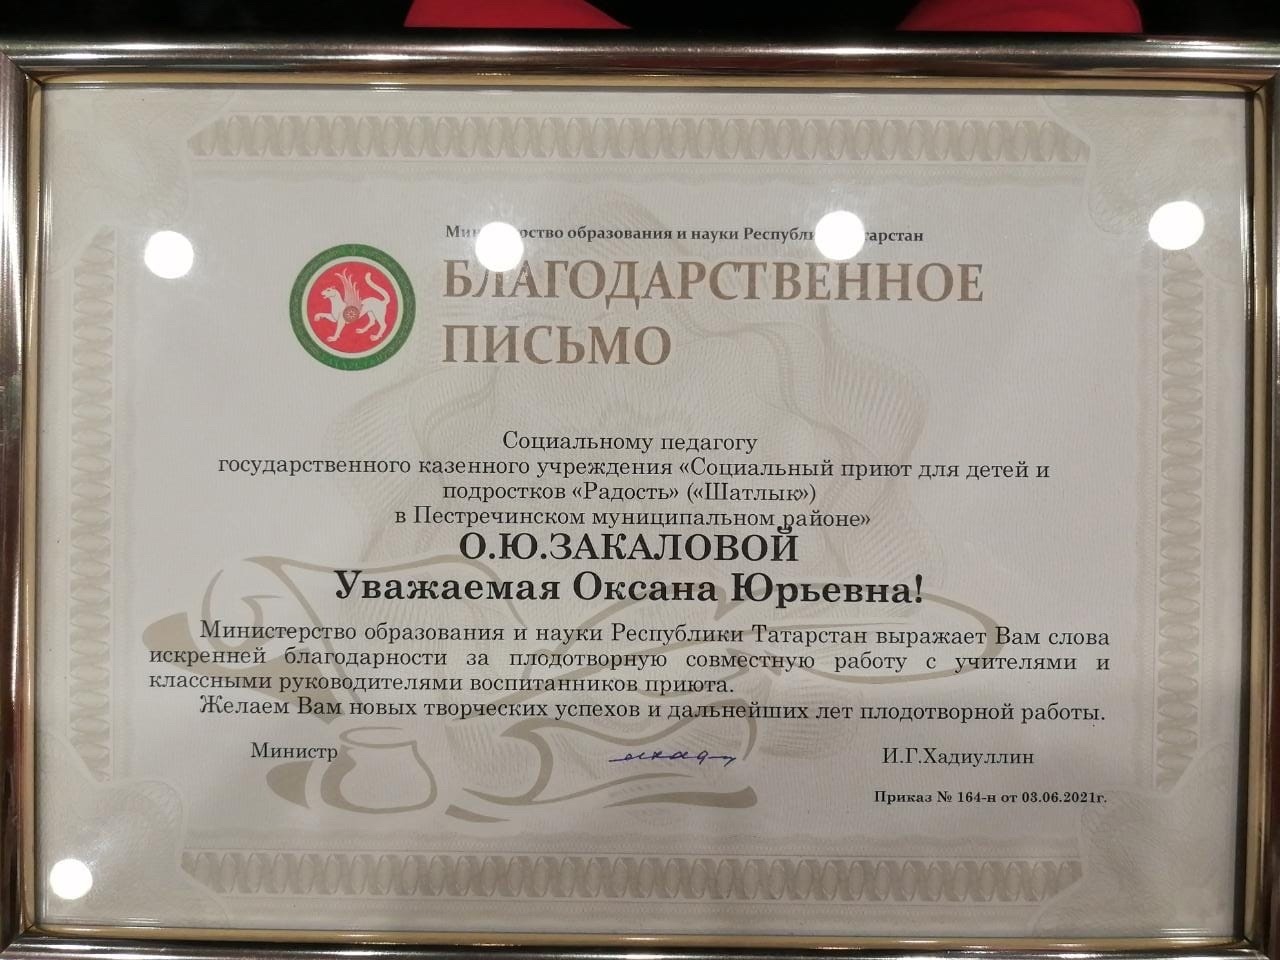 Министерство образования и науки Республики Татарстан
БЛАГОДАРСТВЕННОЕ
ПИСЬМО
Социальному педагогу
государственного казенного учреждения «Социальный приют для детей и
подростков «Радость» («Шатлык»)
в Пестречинском муниципальном районе»
О.Ю.ЗАКАЛОВОЙ
Уважаемая Оксана Юрьевна!
Министерство образования и науки Республики Татарстан выражает Вам слова
искренней благодарности за плодотворную совместную работу с учителями и
классными руководителями воспитанников приюта.
Желаем Вам новых творческих успехов и дальнейших лет плодотворной работы.
Министр И.Г.Хадиуллин
Приказ № 164-н от 03.06.2021г.